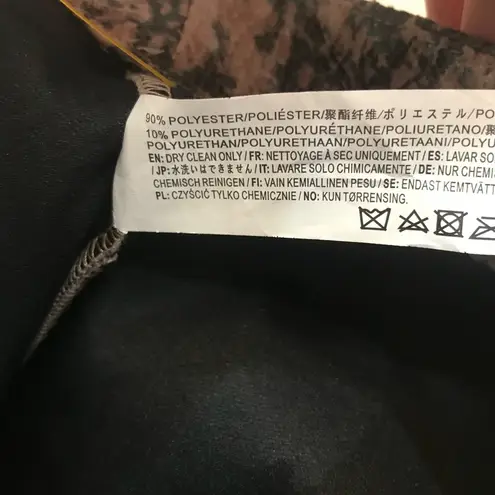 90% POLYESTER/POLIÉSTER/聚酯纤维/ポリエステル/PO
10% POLYURETHANE/POLYURÉTHANE/POLIURETANO/聚
POLYURETHAN/POLYURETHAAN/POLYURETAANI/
EN: DRY CLEAN ONLY / FR: NETTOYAGE À SEC UNIQUEMENT / ES: LAVAR SO
/ JP: 水洗いはできません / IT: LAVARE SOLO CHIMICAMENTE / DE: NUR CHEMIS
CHEMISCH REINIGEN / FI: VAIN KEMIALLINEN PESU / SE: ENDAST KEMTVÄTT
PL: CZYŚCIĆ TYLKO CHEMICZNIE / NO: KUN TØRRENSING.